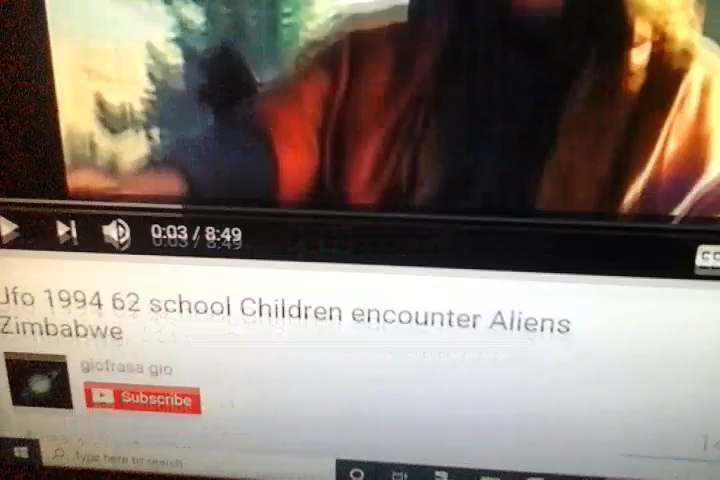 0:03 / 8:49
Ufo 1994 62 school Children encounter Aliens
Zimbabwe
giofrasa gio
Subscribe
Type here to search